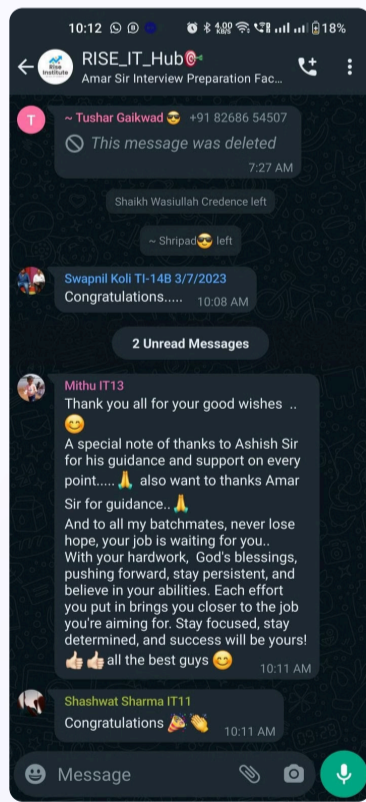 10:12 4.00 KB/S 18%
RISE_IT_Hub🎯
Amar Sir Interview Preparation Fac...
Rise
Institute
T
~ Tushar Gaikwad 😎 +91 82686 54507
This message was deleted
7:27 AM
Shaikh Wasiullah Credence left
~ Shripad😎 left
Swapnil Koli TI-14B 3/7/2023
Congratulations.....
10:08 AM
2 Unread Messages
Mithu IT13
Thank you all for your good wishes ..
😊
A special note of thanks to Ashish Sir
for his guidance and support on every
point.....🙏 also want to thanks Amar
Sir for guidance..🙏
And to all my batchmates, never lose
hope, your job is waiting for you..
With your hardwork, God's blessings,
pushing forward, stay persistent, and
believe in your abilities. Each effort
you put in brings you closer to the job
you're aiming for. Stay focused, stay
determined, and success will be yours!
👍🏻👍🏻all the best guys 😊
10:11 AM
Shashwat Sharma IT11
Congratulations 🎉👏
10:11 AM
Message